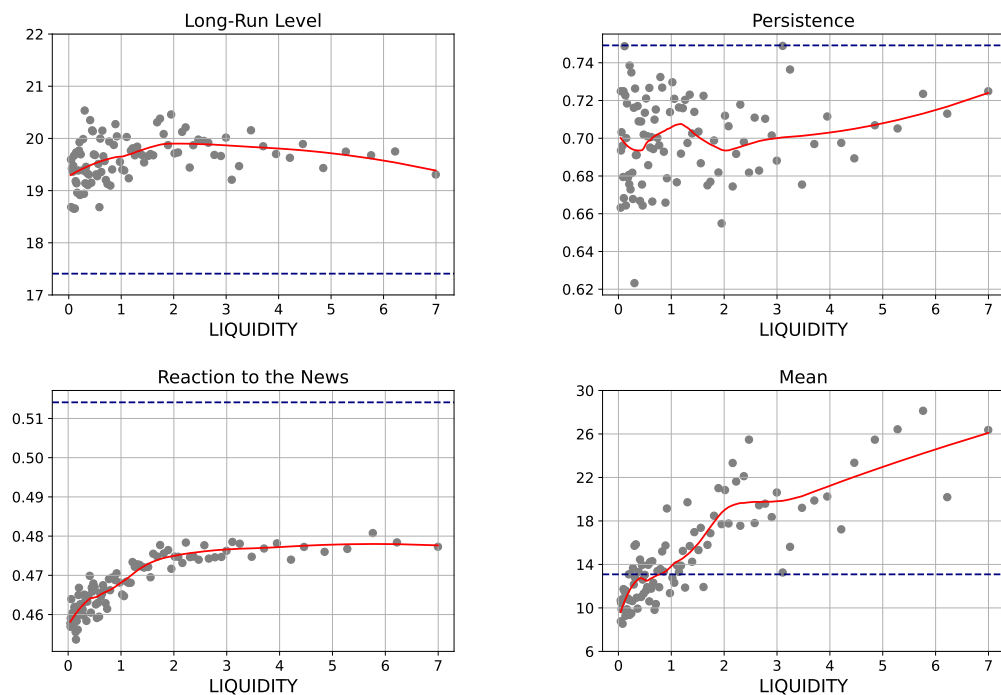 Long-Run Level
22
21
20
19
18
17
0 1 2 3 4 5 6 7
LIQUIDITY
Persistence
0.74
0.72
0.70
0.68
0.66
0.64
0.62
0 1 2 3 4 5 6 7
LIQUIDITY
Reaction to the News
0.51
0.50
0.49
0.48
0.47
0.46
0 1 2 3 4 5 6 7
LIQUIDITY
Mean
30
26
22
18
14
10
6
0 1 2 3 4 5 6 7
LIQUIDITY